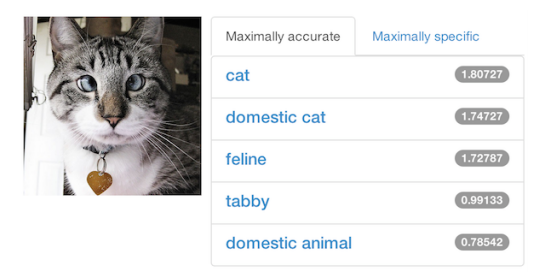 Maximally accurate
Maximally specific
cat 1.80727
domestic cat 1.74727
feline 1.72787
tabby 0.99133
domestic animal 0.78542